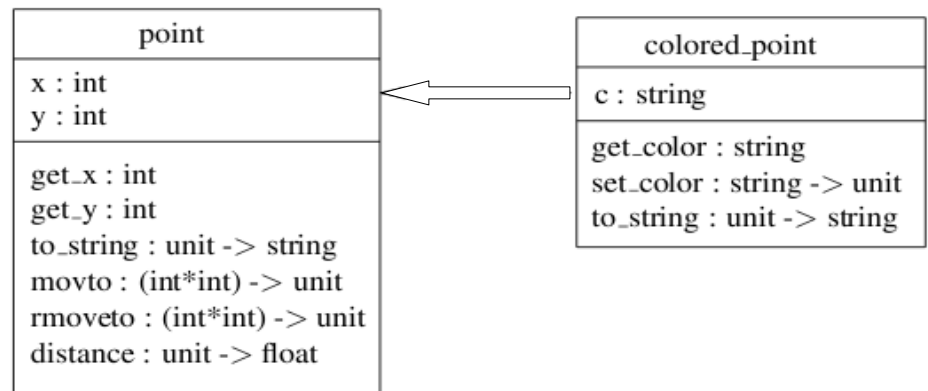 point
x : int
y : int
get_x : int
get_y : int
to_string : unit -> string
movto : (int*int) -> unit
rmoveto : (int*int) -> unit
distance : unit -> float
colored_point
c : string
get_color : string
set_color : string -> unit
to_string : unit -> string